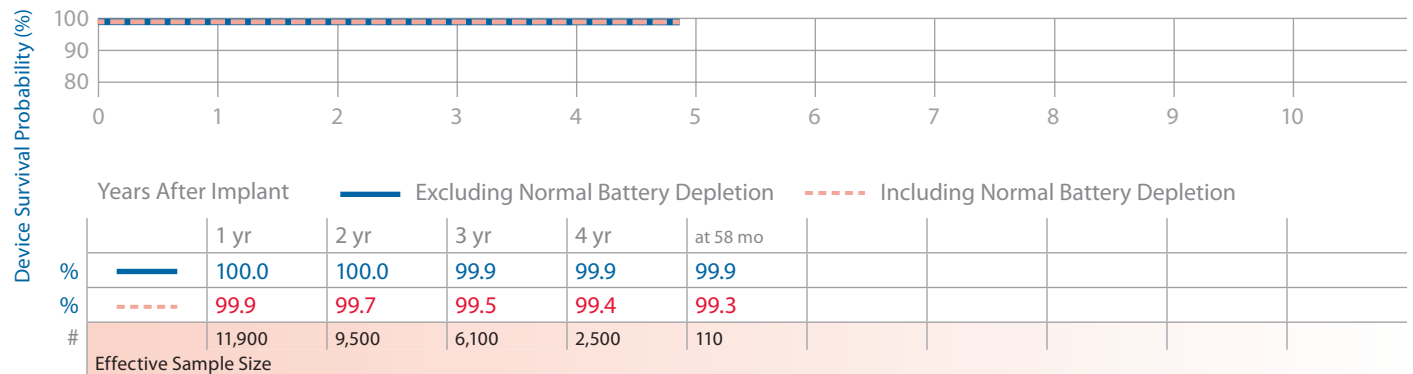 Device Survival Probability (%)
100
90
80
0 1 2 3 4 5 6 7 8 9 10
Years After Implant Excluding Normal Battery Depletion Including Normal Battery Depletion
1 yr 2 yr 3 yr 4 yr at 58 mo
% 100.0 100.0 99.9 99.9 99.9
% 99.9 99.7 99.5 99.4 99.3
# 11,900 9,500 6,100 2,500 110
Effective Sample Size